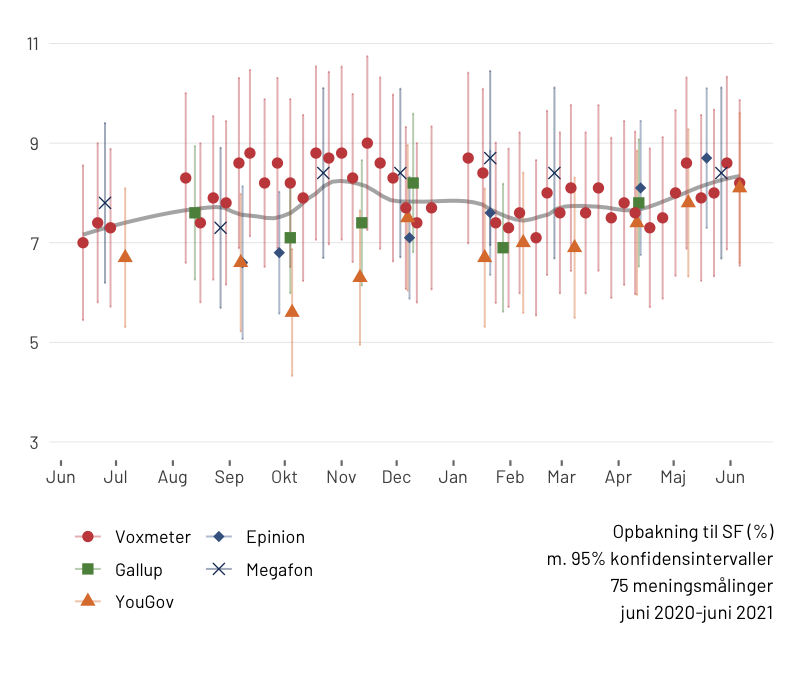 11
9
7
5
3
Jun Jul Aug Sep Okt Nov Dec Jan Feb Mar Apr Maj Jun
Voxmeter Epinion
Gallup Megafon
YouGov
Opbakning til SF (%)
m. 95% konfidensintervaller
75 meningsmålinger
juni 2020-juni 2021